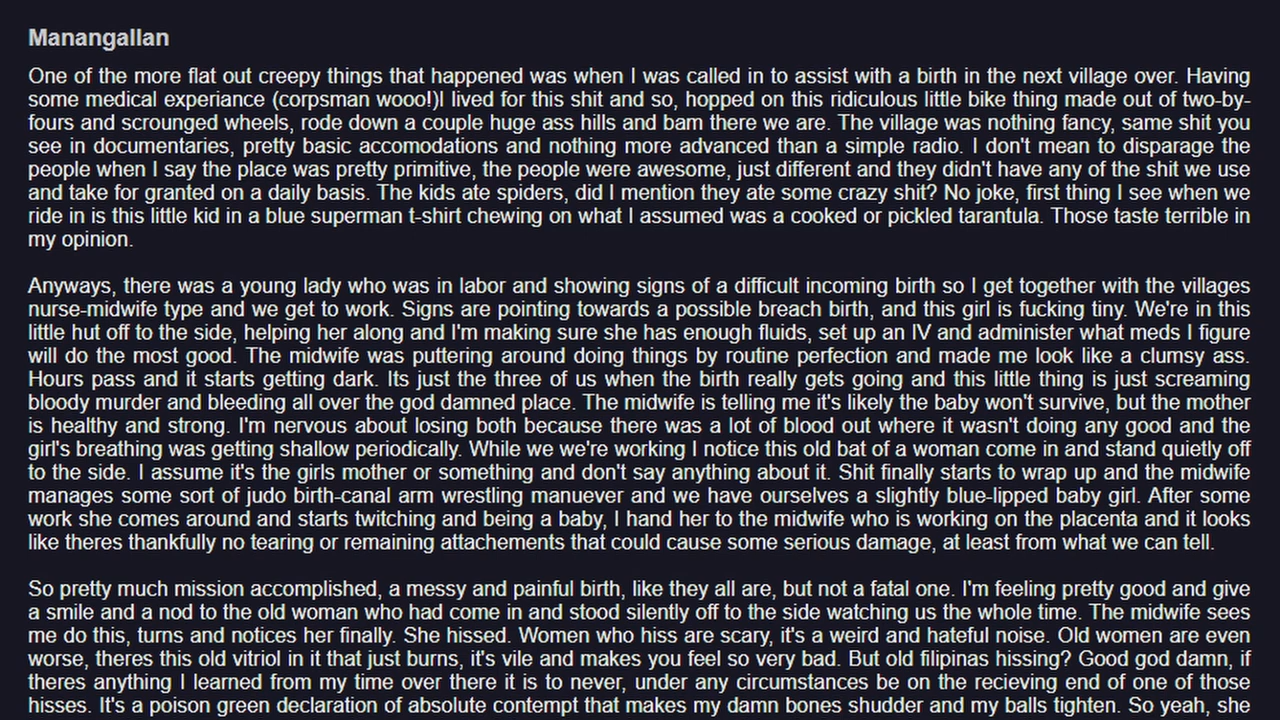 Manangallan
One of the more flat out creepy things that happened was when I was called in to assist with a birth in the next village over. Having
some medical experiance (corpsman wooo!)I lived for this shit and so, hopped on this ridiculous little bike thing made out of two-by-
fours and scrounged wheels, rode down a couple huge ass hills and bam there we are. The village was nothing fancy, same shit you
see in documentaries, pretty basic accomodations and nothing more advanced than a simple radio. I don't mean to disparage the
people when I say the place was pretty primitive, the people were awesome, just different and they didn't have any of the shit we use
and take for granted on a daily basis. The kids ate spiders, did I mention they ate some crazy shit? No joke, first thing I see when we
ride in is this little kid in a blue superman t-shirt chewing on what I assumed was a cooked or pickled tarantula. Those taste terrible in
my opinion.
Anyways, there was a young lady who was in labor and showing signs of a difficult incoming birth so I get together with the villages
nurse-midwife type and we get to work. Signs are pointing towards a possible breach birth, and this girl is fucking tiny. We're in this
little hut off to the side, helping her along and I'm making sure she has enough fluids, set up an IV and administer what meds I figure
will do the most good. The midwife was puttering around doing things by routine perfection and made me look like a clumsy ass.
Hours pass and it starts getting dark. Its just the three of us when the birth really gets going and this little thing is just screaming
bloody murder and bleeding all over the god damned place. The midwife is telling me it's likely the baby won't survive, but the mother
is healthy and strong. I'm nervous about losing both because there was a lot of blood out where it wasn't doing any good and the
girl's breathing was getting shallow periodically. While we we're working I notice this old bat of a woman come in and stand quietly off
to the side. I assume it's the girls mother or something and don't say anything about it. Shit finally starts to wrap up and the midwife
manages some sort of judo birth-canal arm wrestling manuever and we have ourselves a slightly blue-lipped baby girl. After some
work she comes around and starts twitching and being a baby, I hand her to the midwife who is working on the placenta and it looks
like theres thankfully no tearing or remaining attachements that could cause some serious damage, at least from what we can tell.
So pretty much mission accomplished, a messy and painful birth, like they all are, but not a fatal one. I'm feeling pretty good and give
a smile and a nod to the old woman who had come in and stood silently off to the side watching us the whole time. The midwife sees
me do this, turns and notices her finally. She hissed. Women who hiss are scary, it's a weird and hateful noise. Old women are even
worse, theres this old vitriol in it that just burns, it's vile and makes you feel so very bad. But old filipinas hissing? Good god damn, if
theres anything I learned from my time over there it is to never, under any circumstances be on the recieving end of one of those
hisses. It's a poison green declaration of absolute contempt that makes my damn bones shudder and my balls tighten. So yeah, she